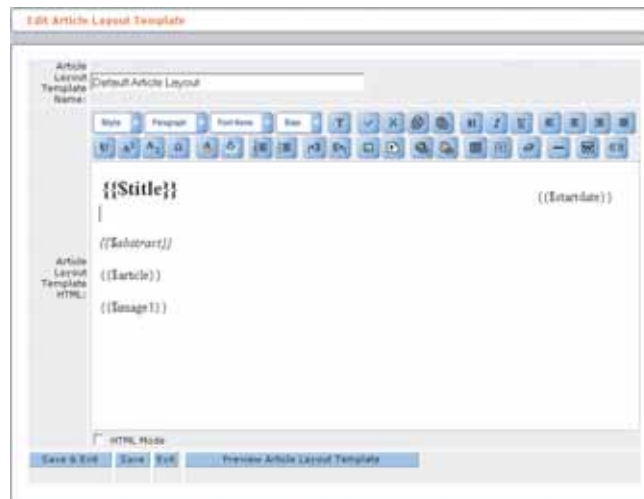 Edit Article Layout Template
Article Layout Template Name:
Default Article Layout
Style Paragraph Font Name Size
{{$title}}
{{$startdate}}
{{$abstract}}
Article Layout Template HTML:
{{$article}}
{{$image1}}
HTML Mode
Save & Exit Save Exit Preview Article Layout Template